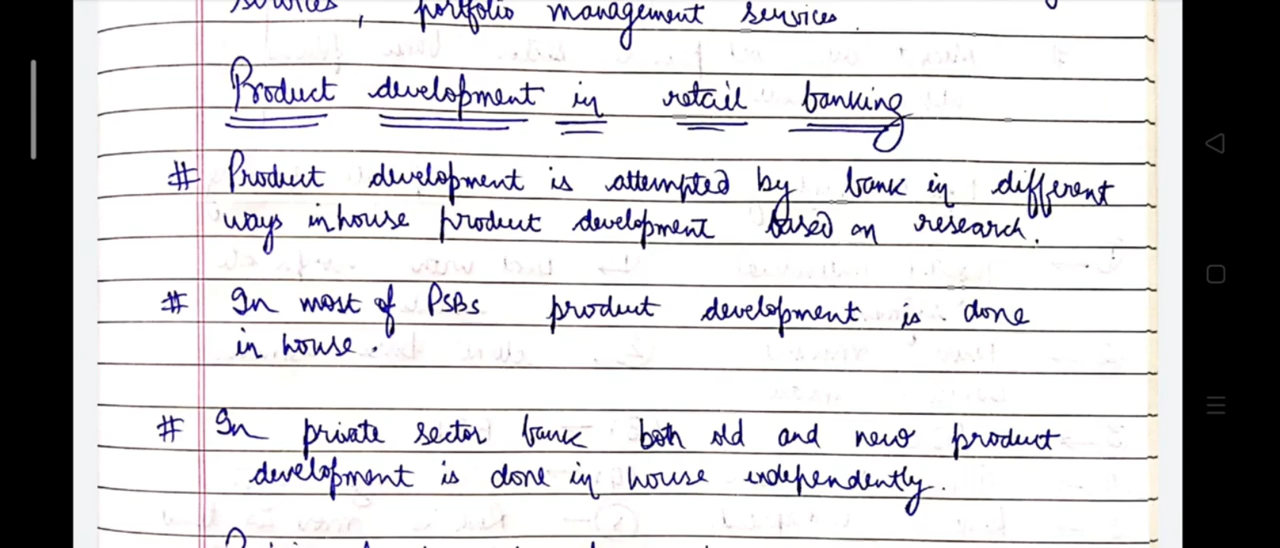 services, portfolio management services.
Product development in retail banking
# Product development is attempted by bank in different
ways inhouse product development based on research.
# In most of PSBs product development is done
in house.
# In private sector bank both old and new product
development is done in house independently.